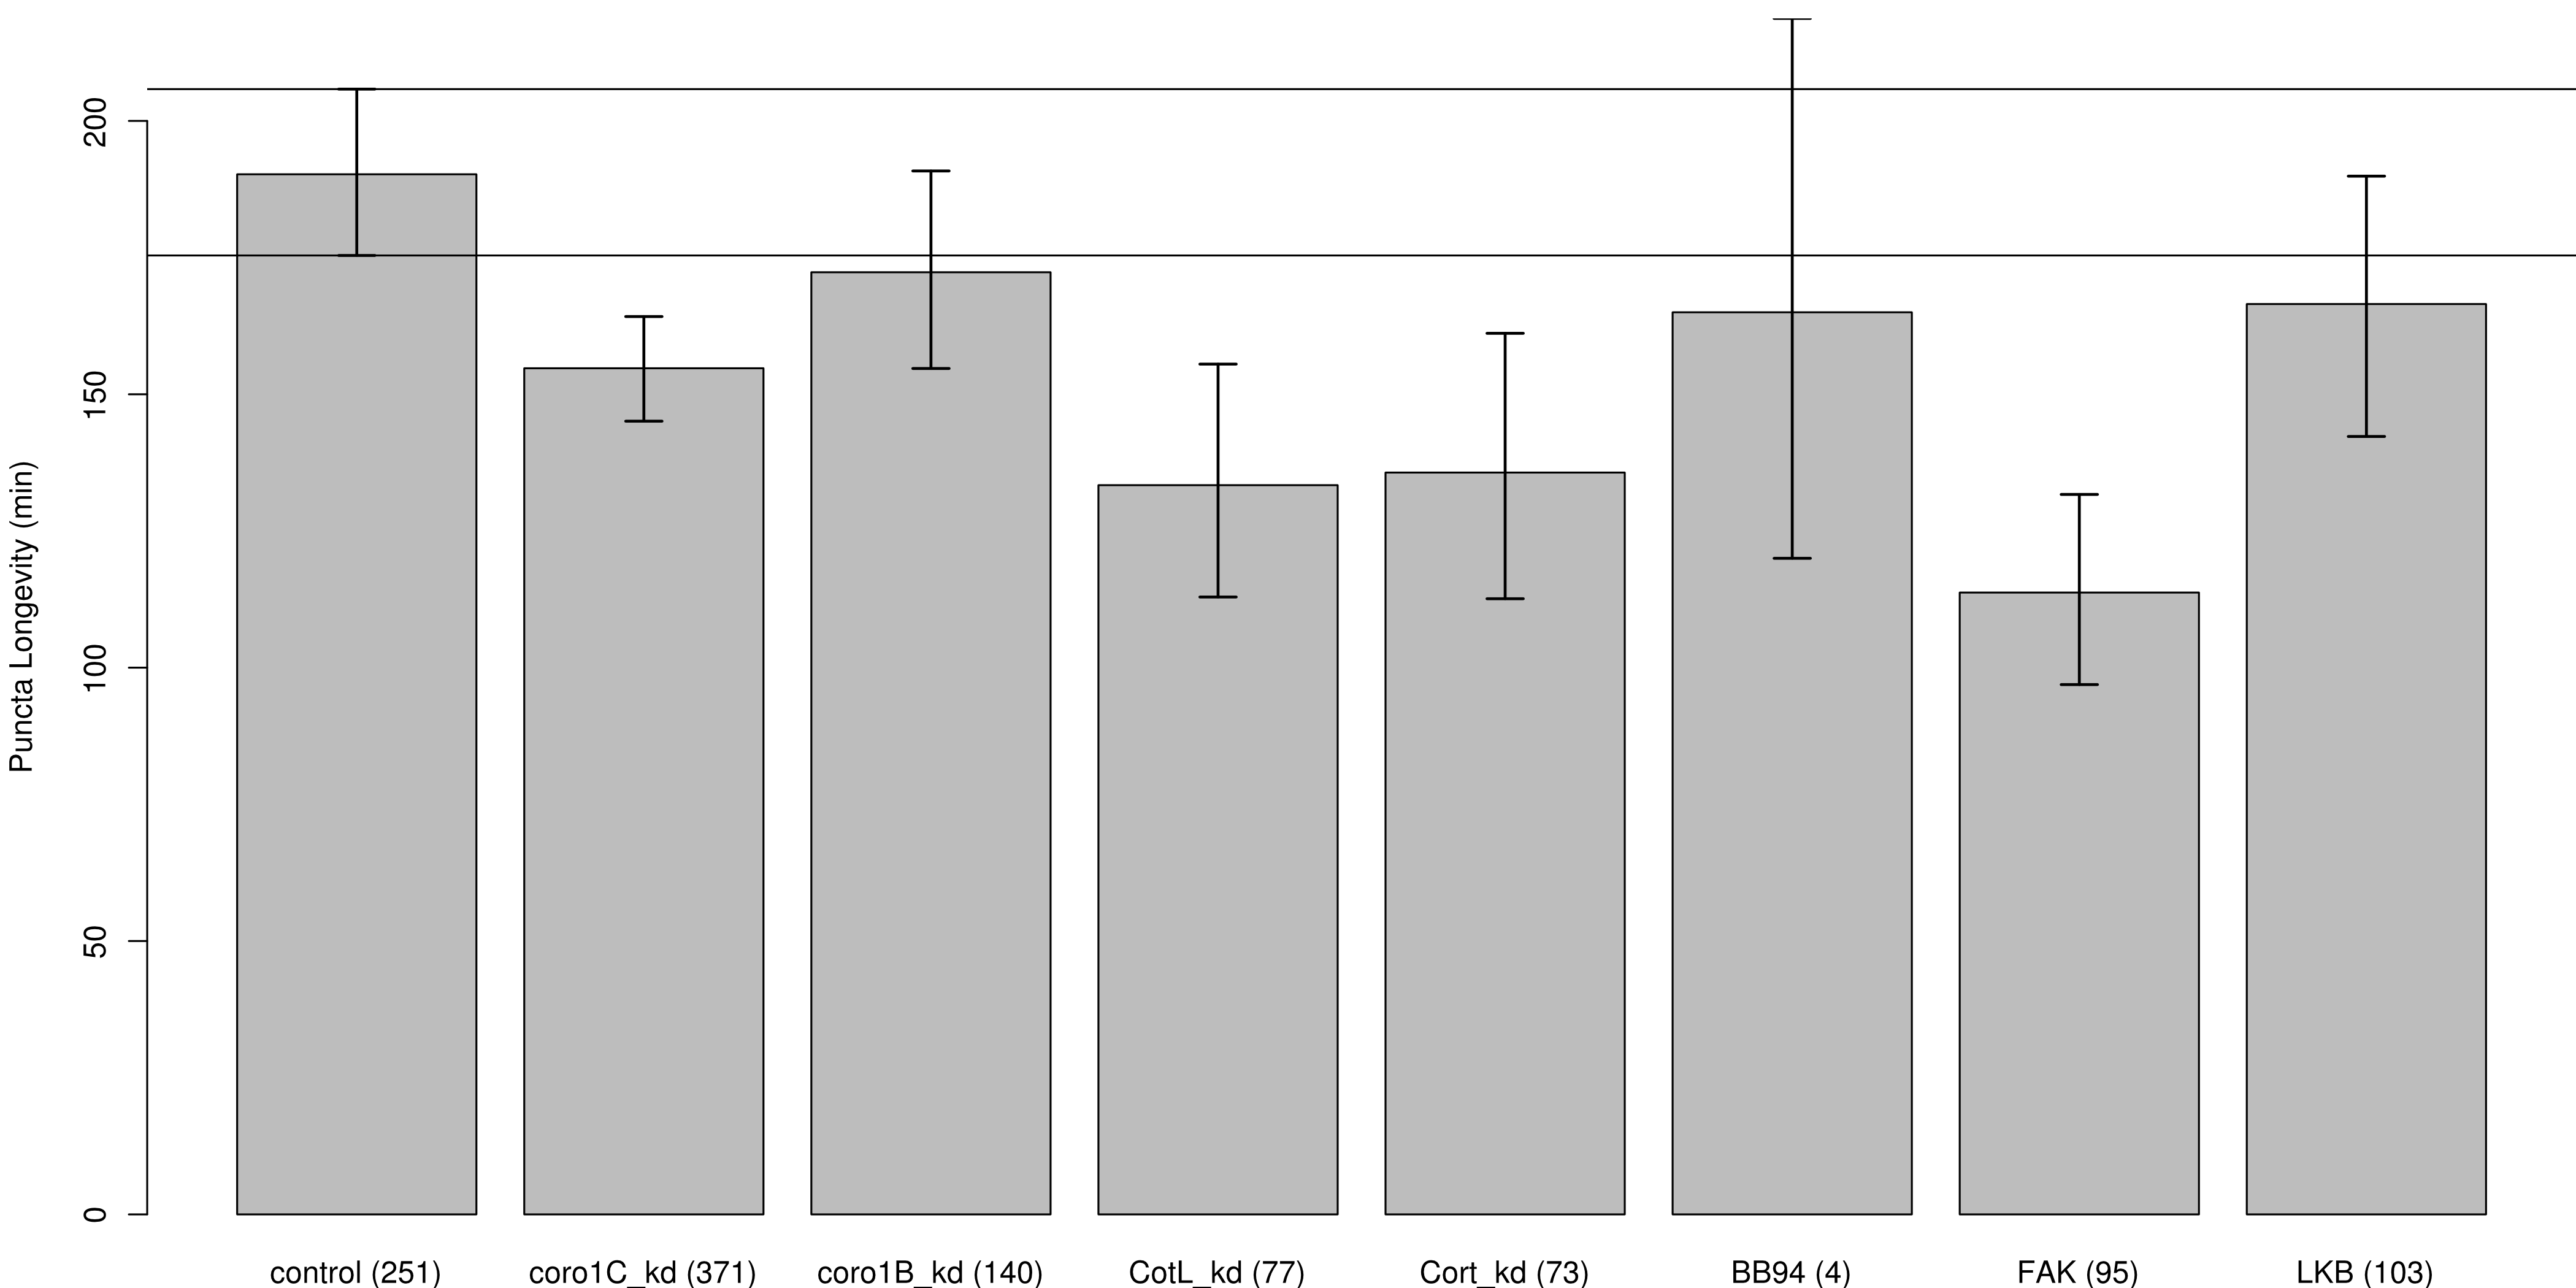 Puncta Longevity (min)
200
150
100
50
0
control (251) coro1C_kd (371) coro1B_kd (140) CotL_kd (77) Cort_kd (73) BB94 (4) FAK (95) LKB (103)